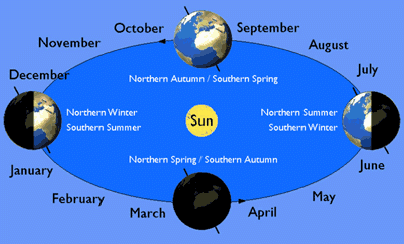 October
September
November
August
December
July
Northern Autumn / Southern Spring
Northern Winter
Southern Summer
Sun
Northern Summer
Southern Winter
Northern Spring / Southern Autumn
January
June
February
May
March
April